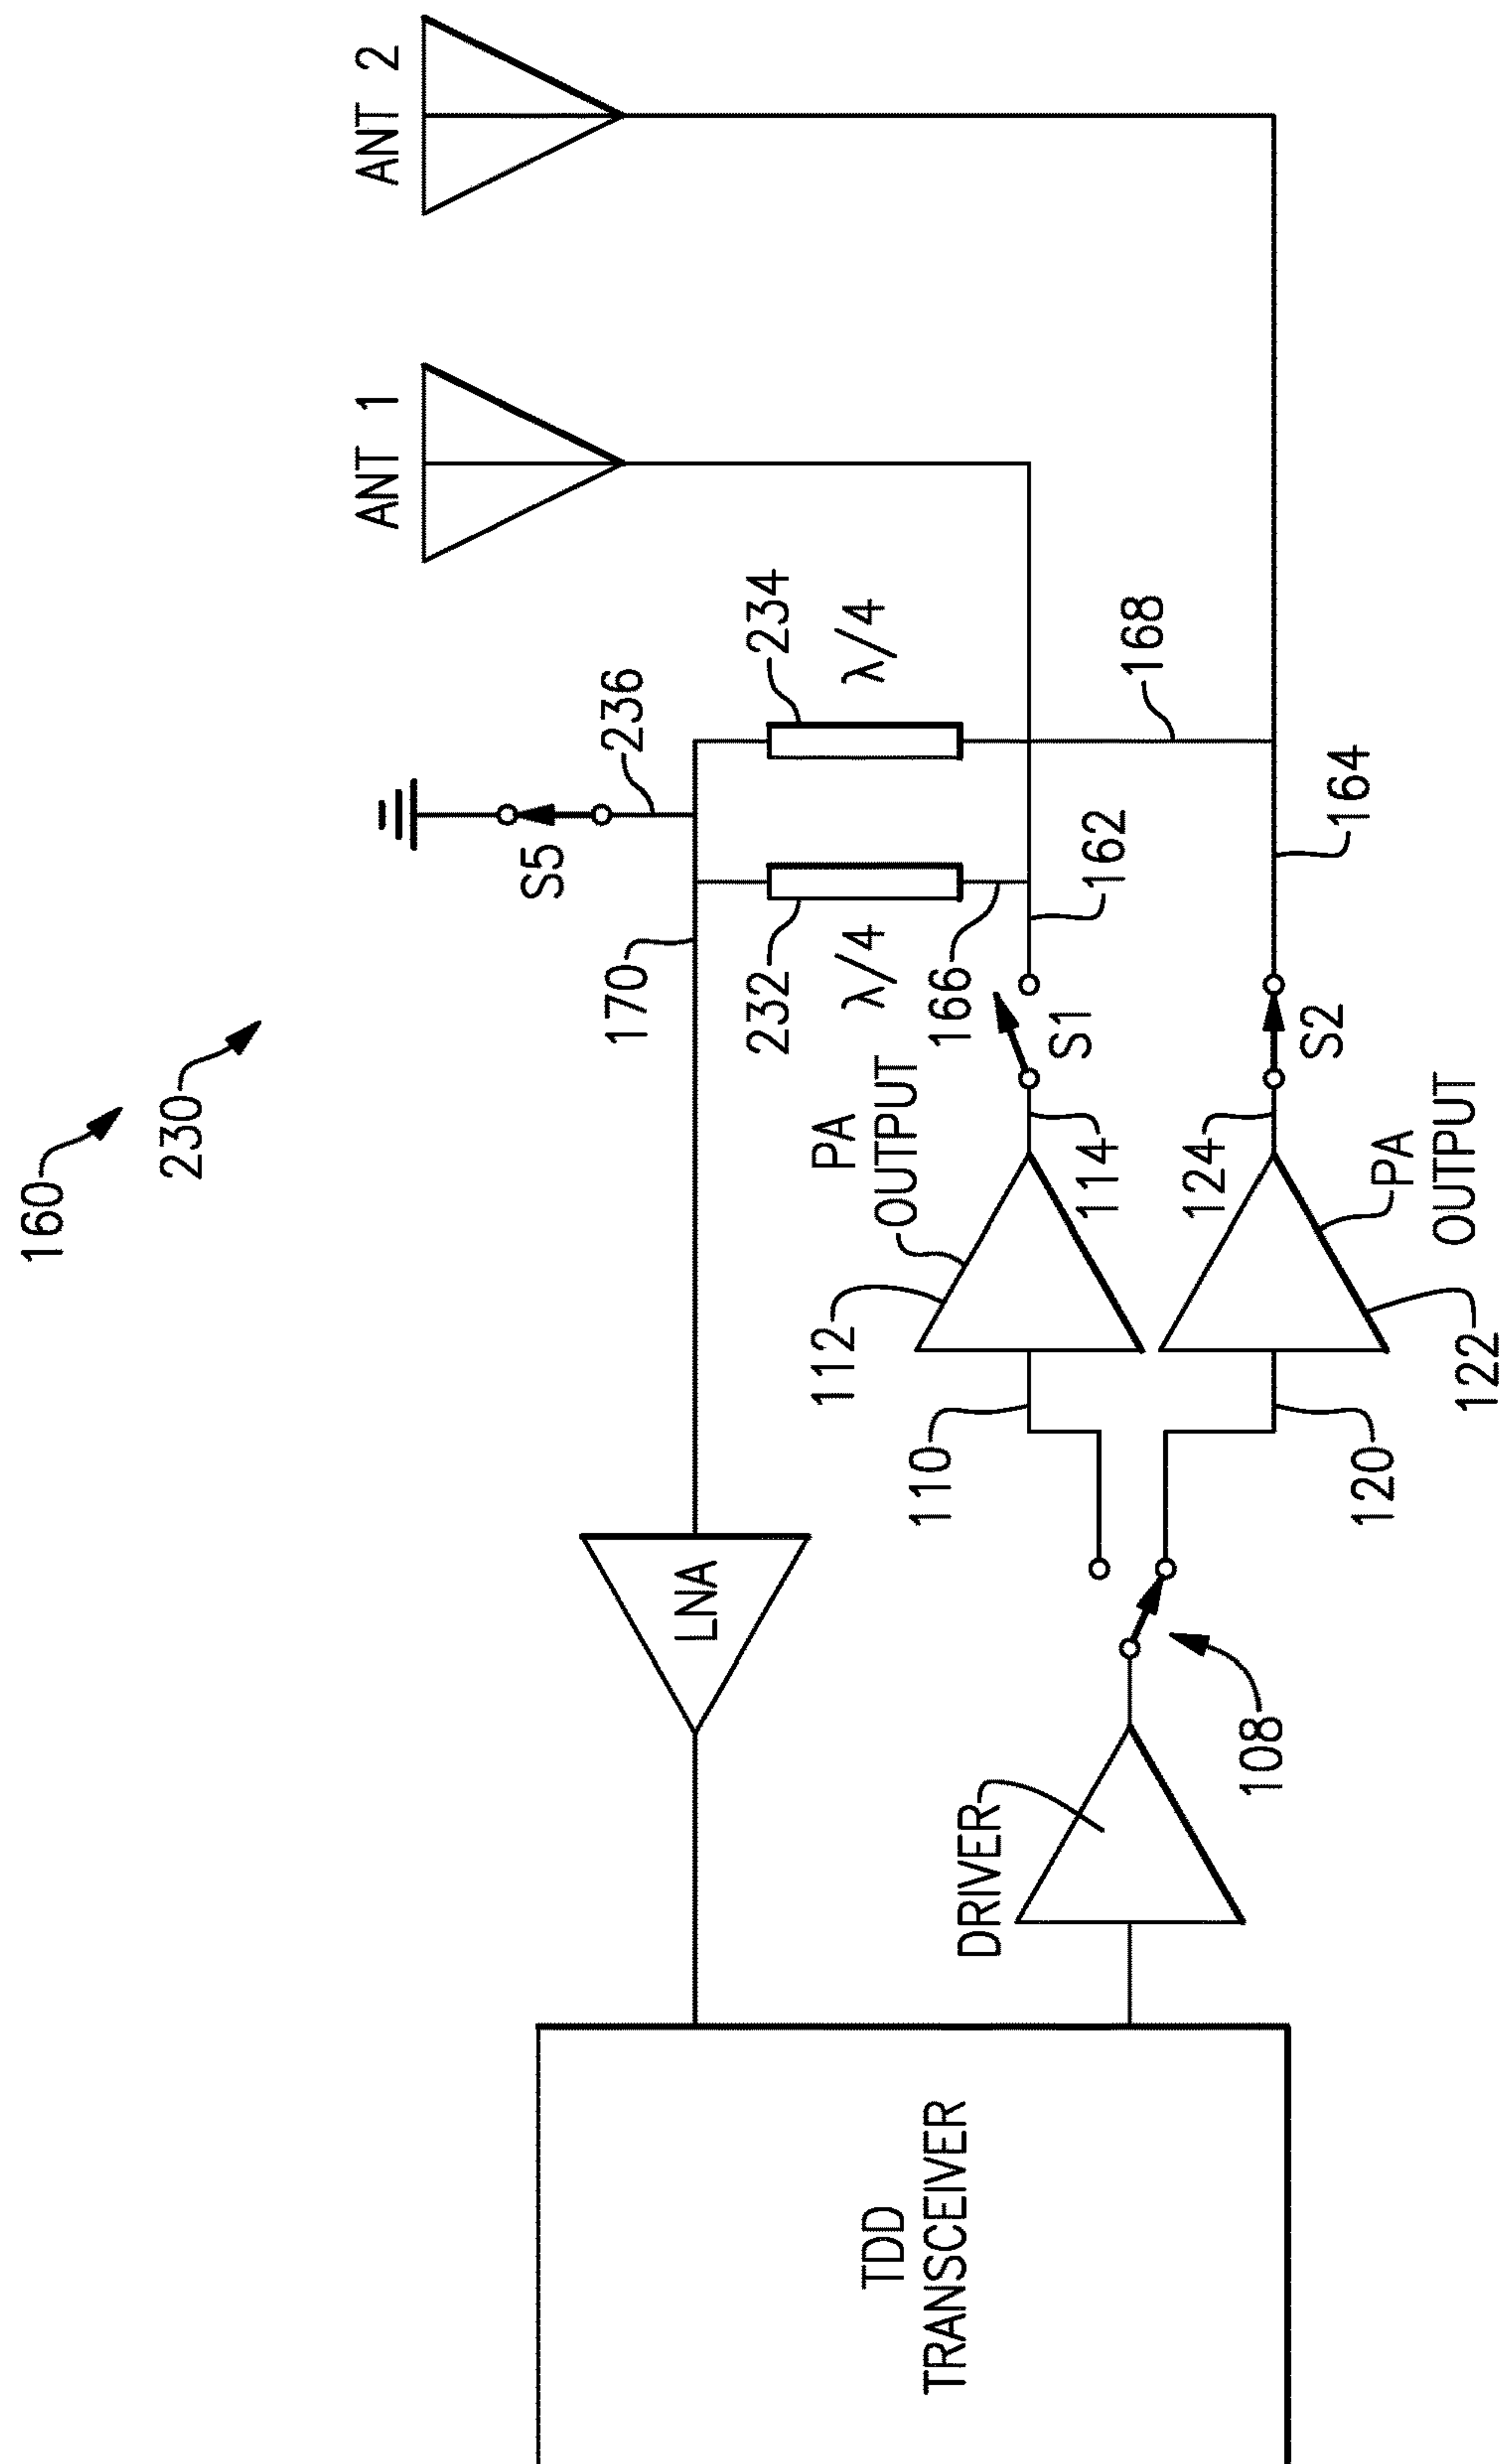 160
230
TDD
TRANSCEIVER
DRIVER
108
LNA
110
120
112
122
PA
OUTPUT
PA
OUTPUT
114
124
S1
S2
170
232
λ/4
166
162
164
S5
236
234
λ/4
168
ANT 1
ANT 2